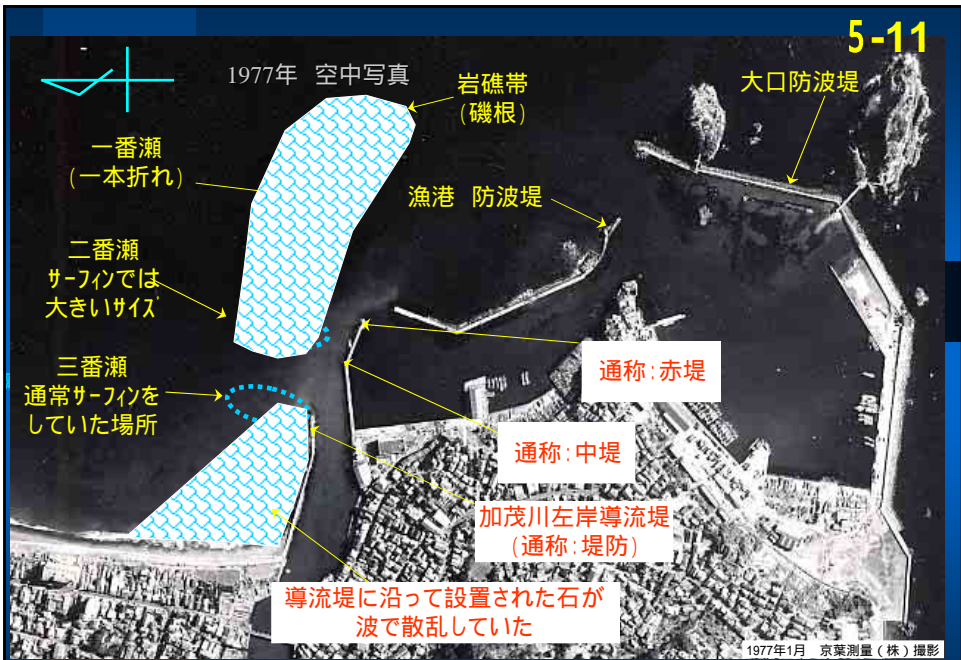 5-11
1977年 空中写真
岩礁帯
(磯根)
大口防波堤
一番瀬
(一本折れ)
漁港 防波堤
二番瀬
サーフィンでは
大きいサイズ
三番瀬
通常サーフィンを
していた場所
通称:赤堤
通称:中堤
加茂川左岸導流堤
(通称:堤防)
導流堤に沿って設置された石が
波で散乱していた
1977年1月 京葉測量(株)撮影